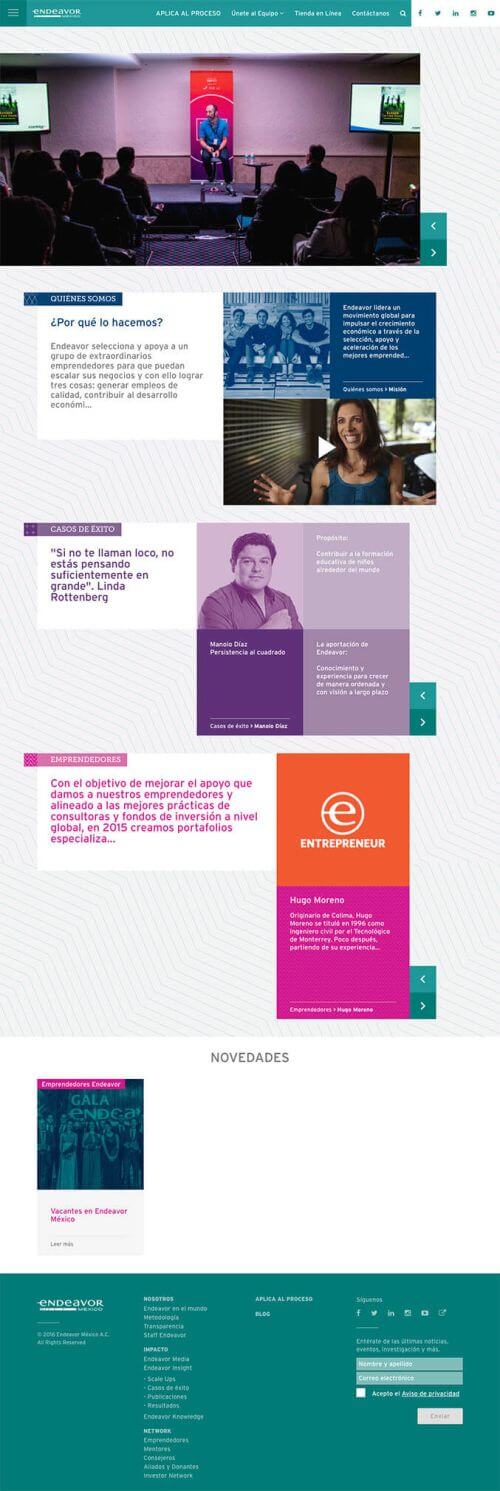 endeavor
MÉXICO
APLICA AL PROCESO
Únete al Equipo
Tienda en Línea
Contáctanos
QUIÉNES SOMOS
¿Por qué lo hacemos?
Endeavor selecciona y apoya a un
grupo de extraordinarios
emprendedores para que puedan
escalar sus negocios y con ello lograr
tres cosas: generar empleos de
calidad, contribuir al desarrollo
económi...
Endeavor lidera un
movimiento global para
impulsar el crecimiento
económico a través de la
selección, apoyo y
aceleración de los
mejores emprended...
Quiénes somos > Misión
CASOS DE ÉXITO
"Si no te llaman loco, no
estás pensando
suficientemente en
grande". Linda
Rottenberg
Propósito:
Contribuir a la formación
educativa de niños
alrededor del mundo
Manolo Díaz
Persistencia al cuadrado
Casos de éxito > Manolo Díaz
La aportación de
Endeavor:
Conocimiento y
experiencia para crecer
de manera ordenada y
con visión a largo plazo
EMPRENDEDORES
Con el objetivo de mejorar el apoyo que
damos a nuestros emprendedores y
alineado a las mejores prácticas de
consultoras y fondos de inversión a nivel
global, en 2015 creamos portafolios
especializa...
e
ENTREPRENEUR
Hugo Moreno
Originario de Colima, Hugo
Moreno se tituló en 1996 como
ingeniero civil por el Tecnológico
de Monterrey. Poco después,
partiendo de su experiencia...
Emprendedores > Hugo Moreno
NOVEDADES
Emprendedores Endeavor
GALA
endea
Vacantes en Endeavor
México
Leer más
endeavor
MÉXICO
© 2016 Endeavor México A.C.
All Rights Reserved
NOSOTROS
Endeavor en el mundo
Metodología
Transparencia
Staff Endeavor
IMPACTO
Endeavor Media
Endeavor Insight
- Scale Ups
- Casos de éxito
- Publicaciones
- Resultados
Endeavor Knowledge
NETWORK
Emprendedores
Mentores
Consejeros
Aliados y Donantes
Investor Network
APLICA AL PROCESO
BLOG
Síguenos
Entérate de las últimas noticias,
eventos, investigación y más.
Nombre y apellido
Correo electrónico
Acepto el Aviso de privacidad
Enviar